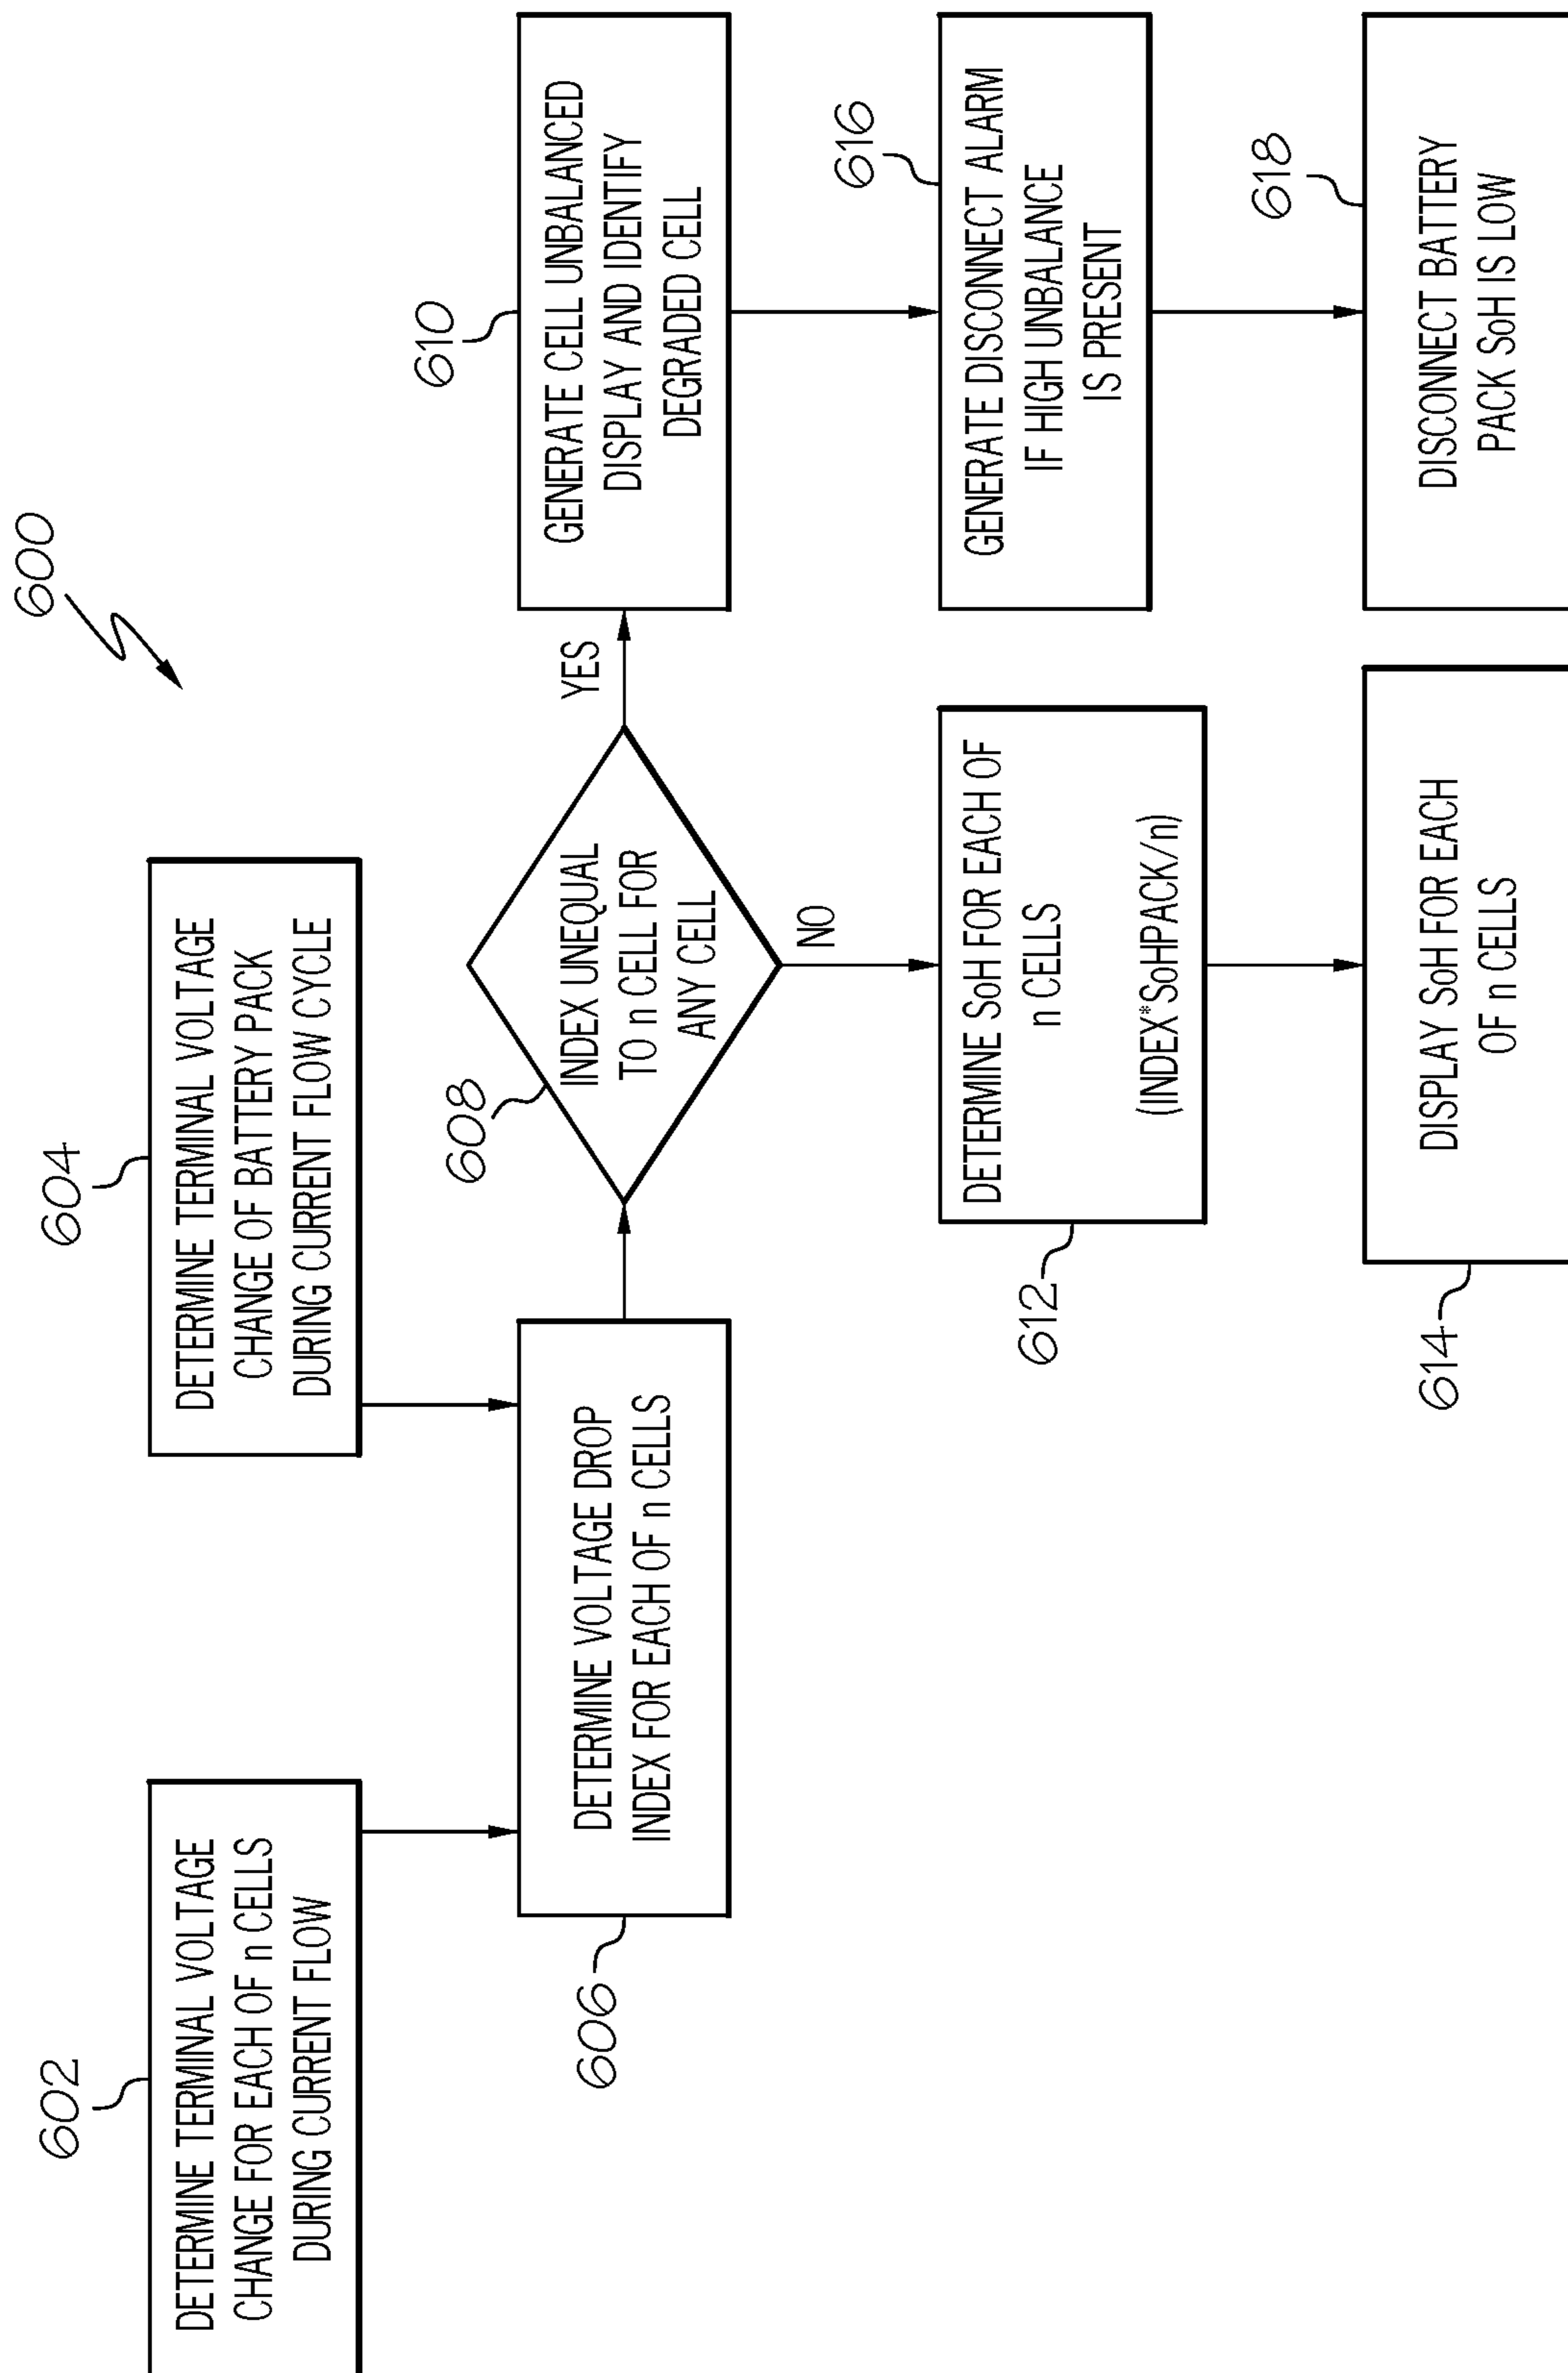 600
602
DETERMINE TERMINAL VOLTAGE
CHANGE FOR EACH OF n CELLS
DURING CURRENT FLOW
604
DETERMINE TERMINAL VOLTAGE
CHANGE OF BATTERY PACK
DURING CURRENT FLOW CYCLE
606
DETERMINE VOLTAGE DROP
INDEX FOR EACH OF n CELLS
608
INDEX UNEQUAL
TO n CELL FOR
ANY CELL
YES
NO
610
GENERATE CELL UNBALANCED
DISPLAY AND IDENTIFY
DEGRADED CELL
612
DETERMINE SoH FOR EACH OF
n CELLS
(INDEX*SoHPACK/n)
616
GENERATE DISCONNECT ALARM
IF HIGH UNBALANCE
IS PRESENT
614
DISPLAY SoH FOR EACH
OF n CELLS
618
DISCONNECT BATTERY
PACK SoH IS LOW